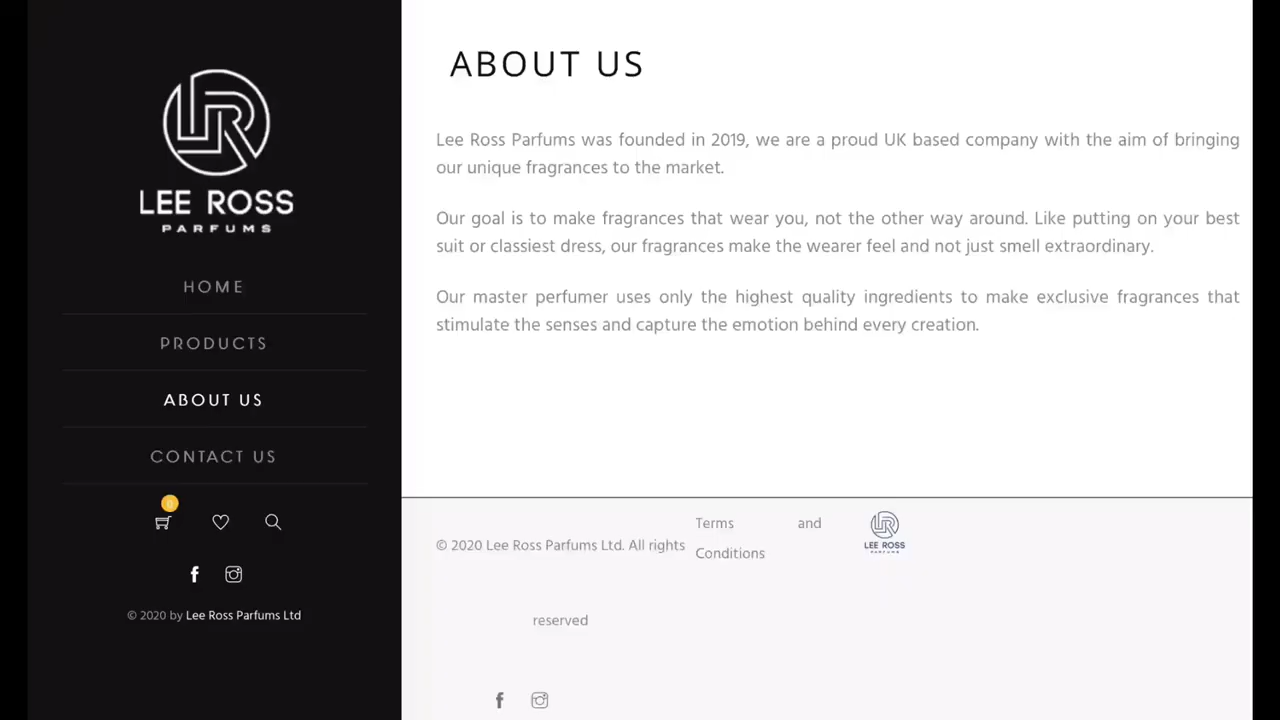 LEE ROSS
PARFUMS
HOME
PRODUCTS
ABOUT US
CONTACT US
0
© 2020 by Lee Ross Parfums Ltd
ABOUT US
Lee Ross Parfums was founded in 2019, we are a proud UK based company with the aim of bringing
our unique fragrances to the market.
Our goal is to make fragrances that wear you, not the other way around. Like putting on your best
suit or classiest dress, our fragrances make the wearer feel and not just smell extraordinary.
Our master perfumer uses only the highest quality ingredients to make exclusive fragrances that
stimulate the senses and capture the emotion behind every creation.
© 2020 Lee Ross Parfums Ltd. All rights
reserved
Terms and
Conditions
LEE ROSS
PARFUMS